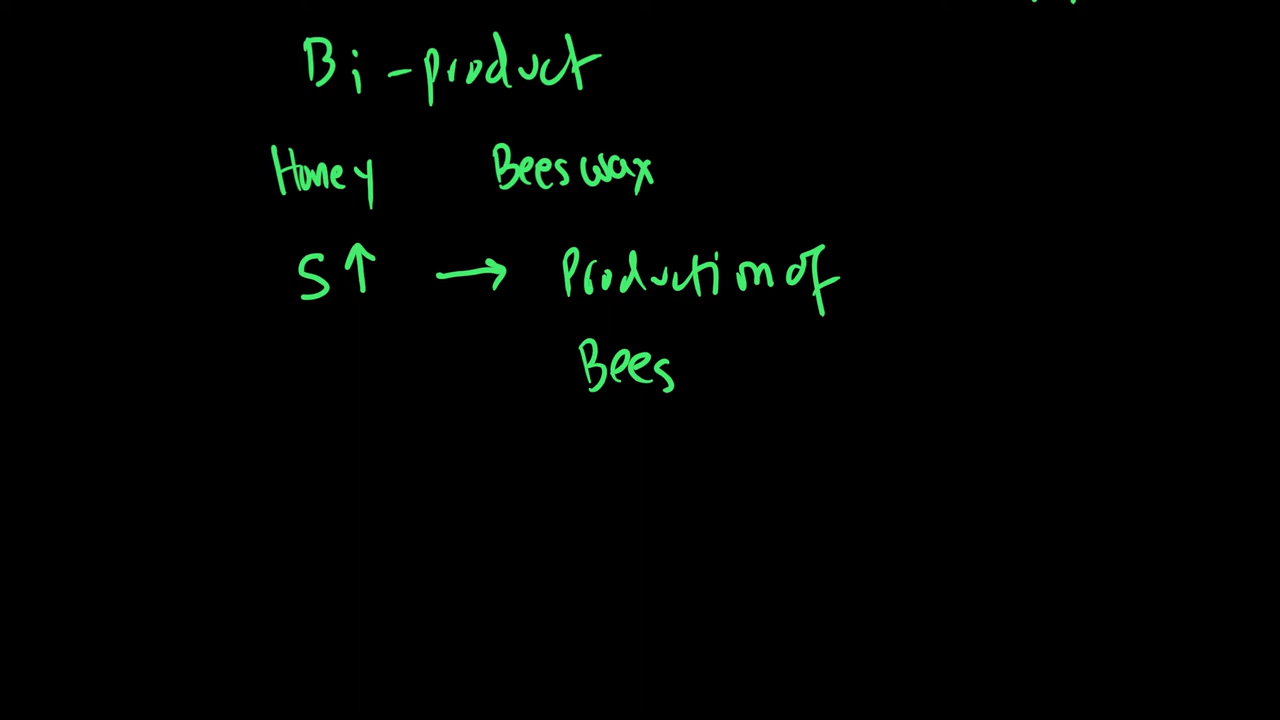 Bi-product
Honey Beeswax
S↑ → Production of
Bees